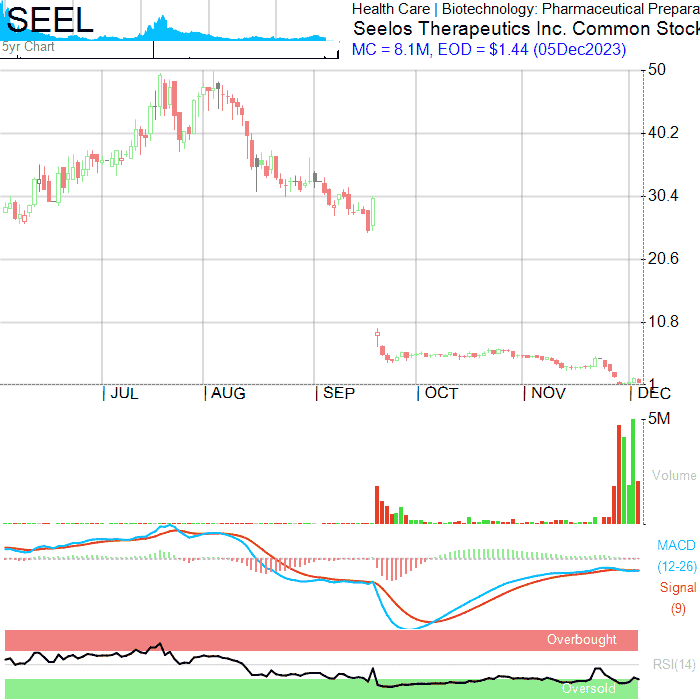 SEEL
5yr Chart
Health Care | Biotechnology: Pharmaceutical Prepara
Seelos Therapeutics Inc. Common Stock
MC = 8.1M, EOD = $1.44 (05Dec2023)
50
40.2
30.4
20.6
10.8
1
JUL AUG SEP OCT NOV DEC
5M
Volume
MACD
(12-26)
Signal
(9)
Overbought
RSI(14)
Oversold